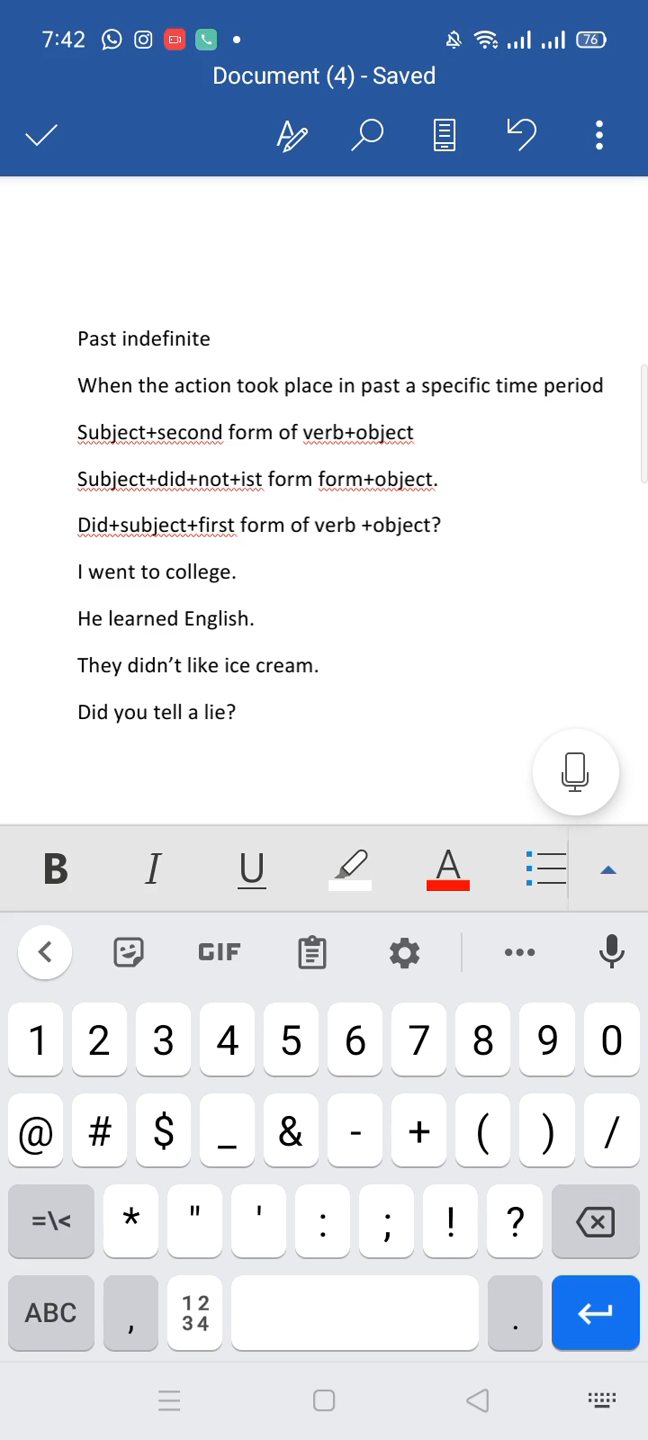 7:42
76
Document (4) - Saved
Past indefinite
When the action took place in past a specific time period
Subject+second form of verb+object
Subject+did+not+ist form form+object.
Did+subject+first form of verb +object?
I went to college.
He learned English.
They didn’t like ice cream.
Did you tell a lie?
B I U A
GIF
1 2 3 4 5 6 7 8 9 0
@ # $ _ & - + ( ) /
=\< * " ' : ; ! ?
ABC , 12 34 .